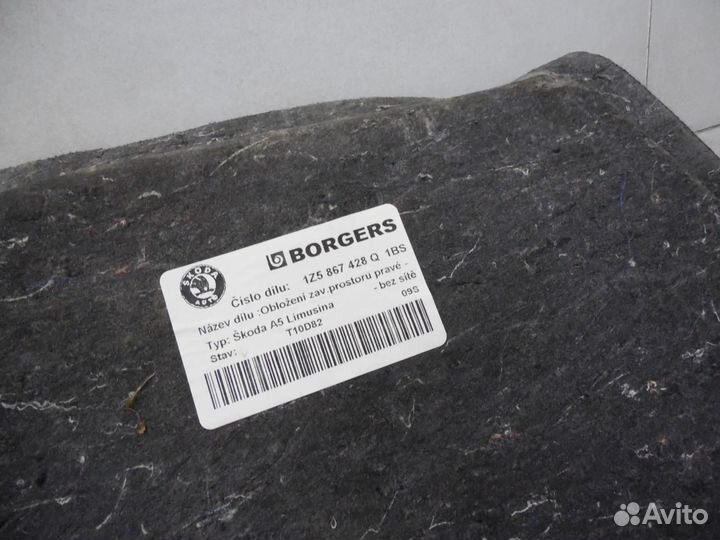 BORGERS
ŠKODA
AUTO
Číslo dílu: 1Z5 867 428 Q 1BS
Název dílu :Obložení zav.prostoru pravé -
Typ: Škoda A5 Limusina - bez sítě
Stav: T10D82 09S
Avito